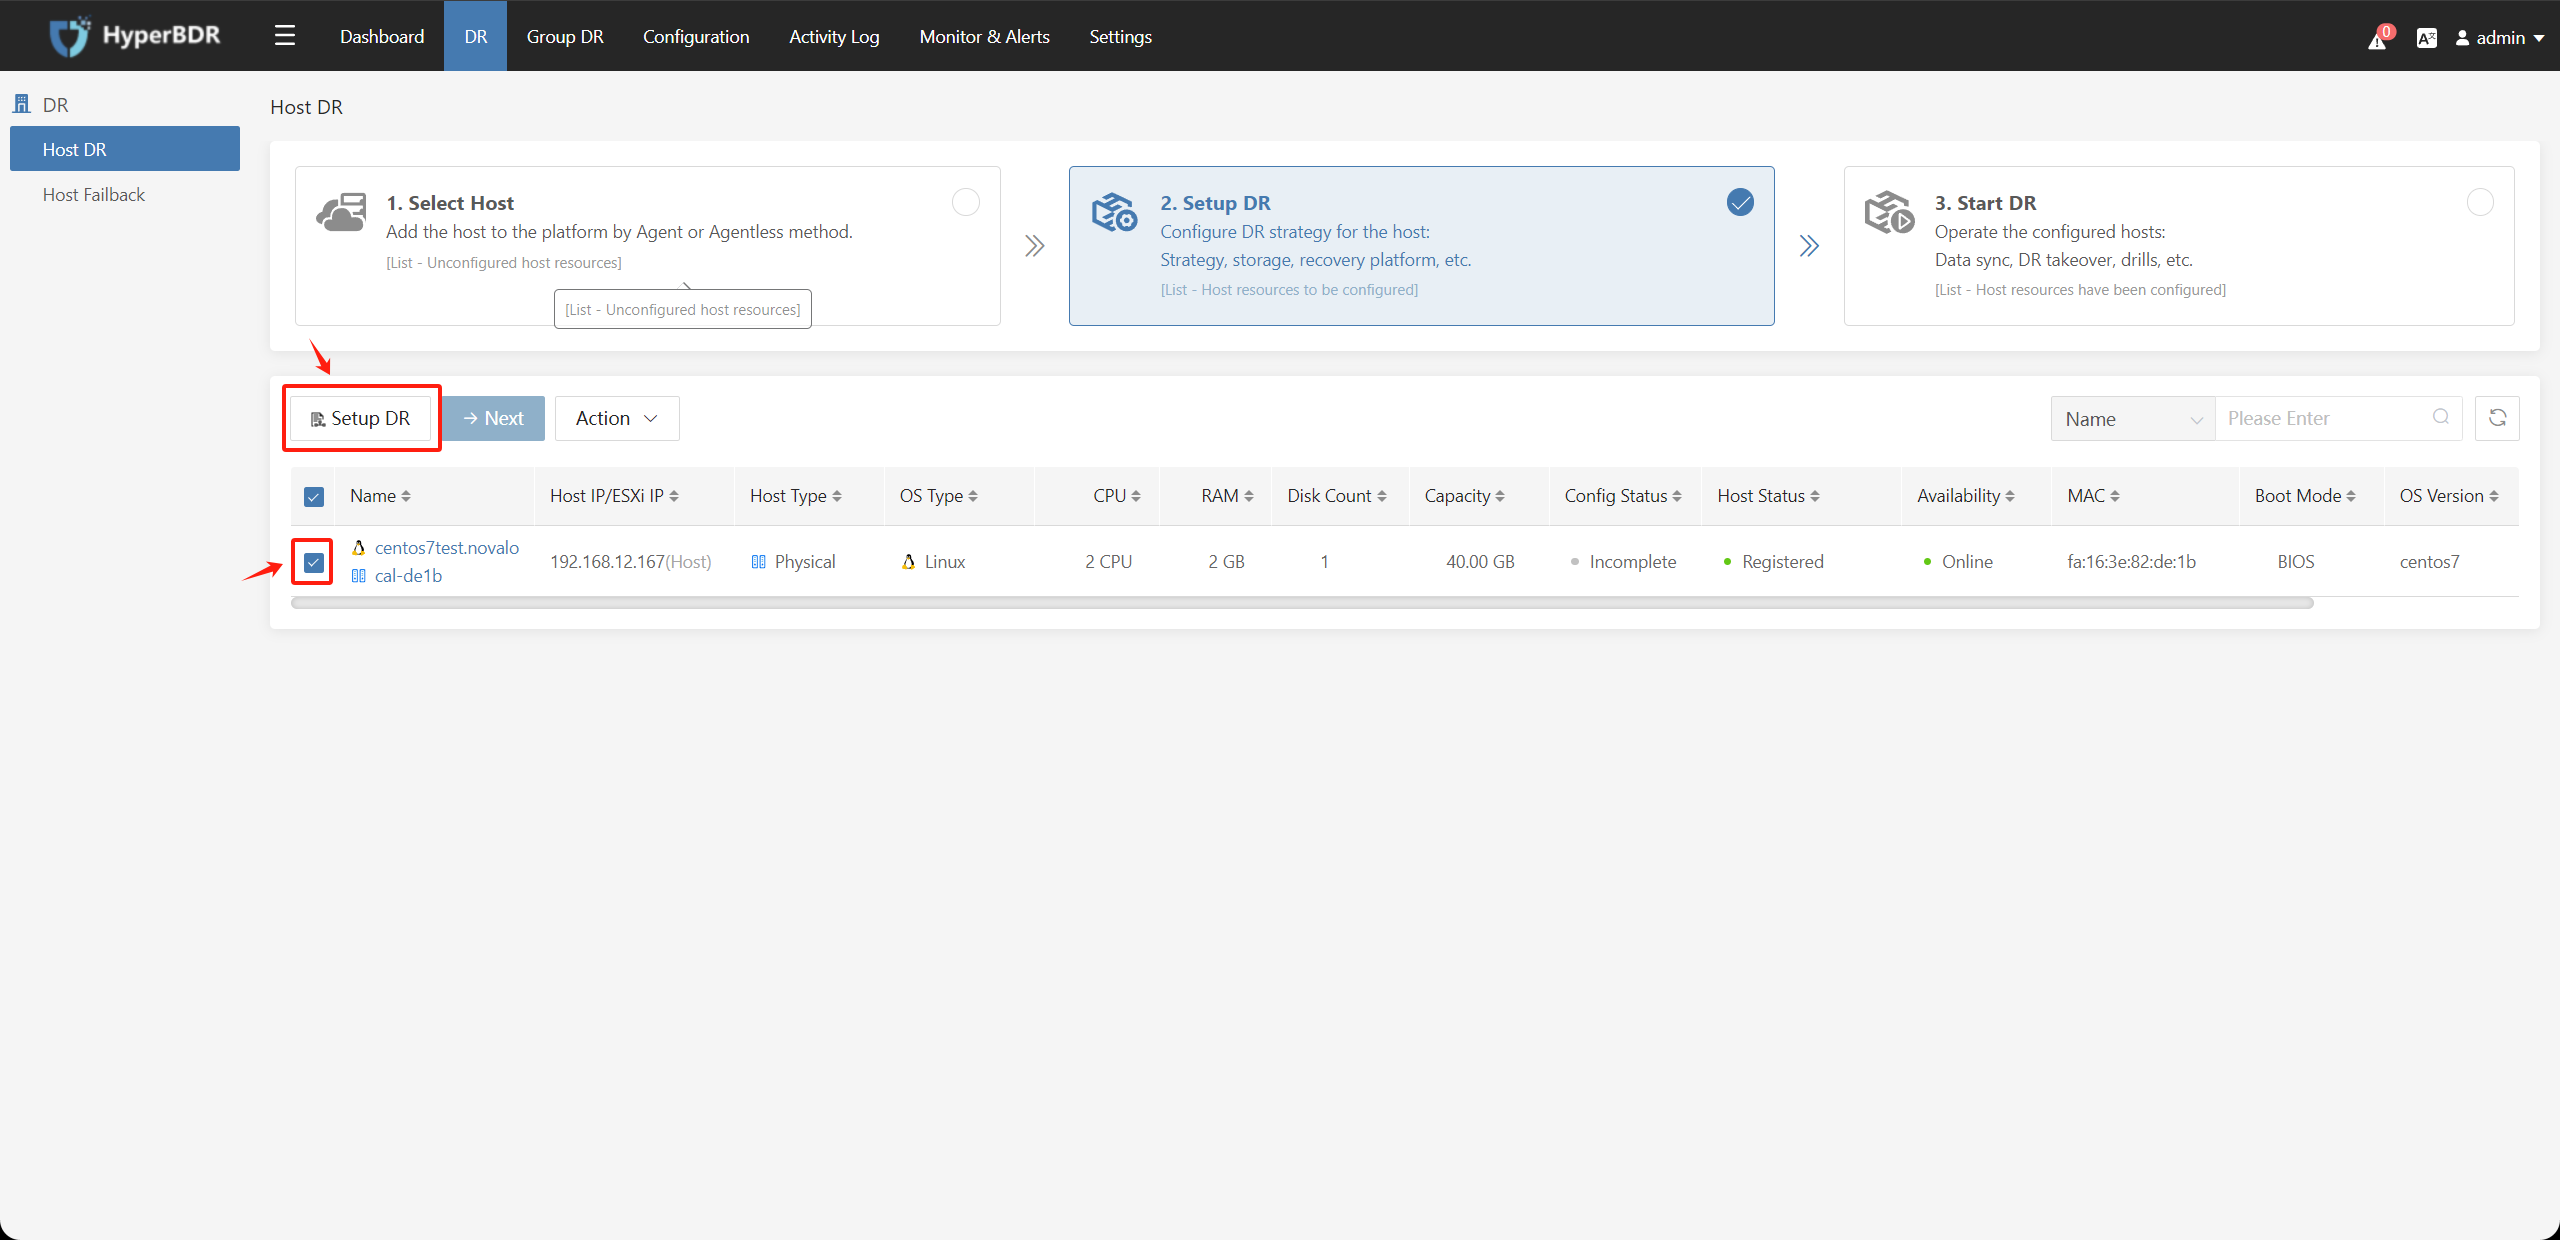 HyperBDR
Dashboard DR Group DR Configuration Activity Log Monitor & Alerts Settings
0 admin
DR
Host DR
Host Failback
Host DR
1. Select Host
Add the host to the platform by Agent or Agentless method.
[List - Unconfigured host resources]
[List - Unconfigured host resources]
2. Setup DR
Configure DR strategy for the host:
Strategy, storage, recovery platform, etc.
[List - Host resources to be configured]
3. Start DR
Operate the configured hosts:
Data sync, DR takeover, drills, etc.
[List - Host resources have been configured]
Setup DR Next Action
Name Please Enter
Name Host IP/ESXi IP Host Type OS Type CPU RAM Disk Count Capacity Config Status Host Status Availability MAC Boot Mode OS Version
centos7test.novalo
cal-de1b
192.168.12.167(Host) Physical Linux 2 CPU 2 GB 1 40.00 GB Incomplete Registered Online fa:16:3e:82:de:1b BIOS centos7